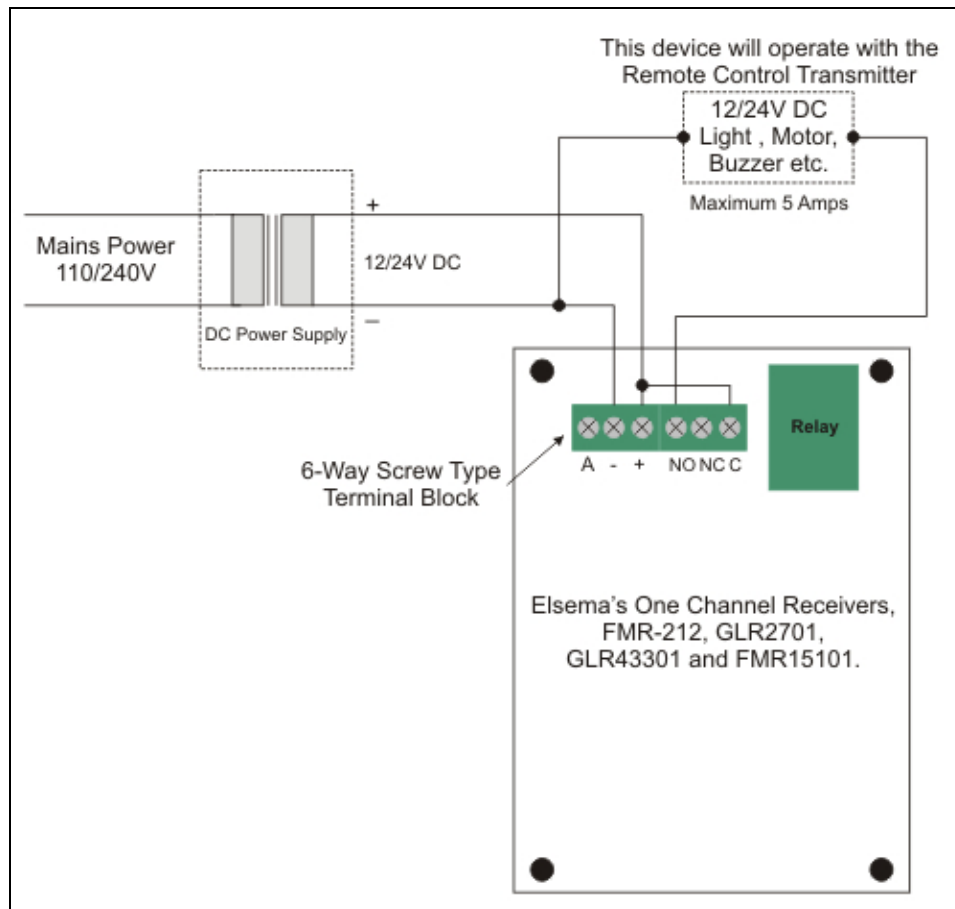 This device will operate with the
Remote Control Transmitter
12/24V DC
Light , Motor,
Buzzer etc.
Maximum 5 Amps
+
Mains Power
110/240V
12/24V DC
–
DC Power Supply
Relay
A - + NO NC C
6-Way Screw Type
Terminal Block
Elsema's One Channel Receivers,
FMR-212, GLR2701,
GLR43301 and FMR15101.